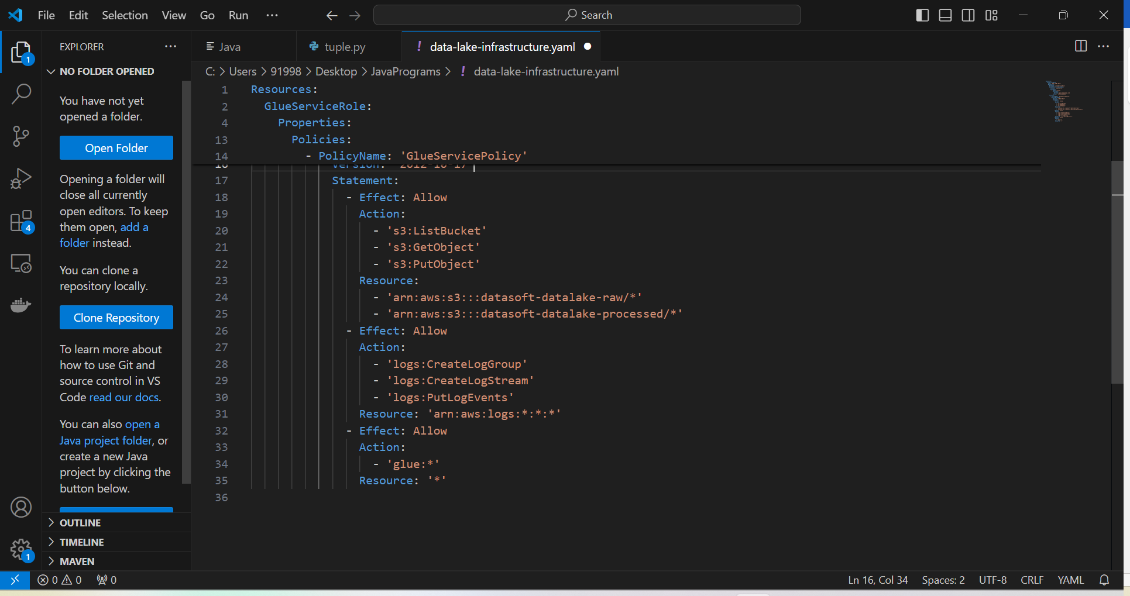 File Edit Selection View Go Run ··· Search
EXPLORER ···
NO FOLDER OPENED
You have not yet
opened a folder.
Open Folder
Opening a folder will
close all currently
open editors. To keep
them open, add a
folder instead.
You can clone a
repository locally.
Clone Repository
To learn more about
how to use Git and
source control in VS
Code read our docs.
You can also open a
Java project folder, or
create a new Java
project by clicking the
button below.
OUTLINE
TIMELINE
MAVEN
1
4
1
Java tuple.py ! data-lake-infrastructure.yaml
C: > Users > 91998 > Desktop > JavaPrograms > ! data-lake-infrastructure.yaml
1 Resources:
2 GlueServiceRole:
4 Properties:
13 Policies:
14 - PolicyName: 'GlueServicePolicy'
17 Statement:
18 - Effect: Allow
19 Action:
20 - 's3:ListBucket'
21 - 's3:GetObject'
22 - 's3:PutObject'
23 Resource:
24 - 'arn:aws:s3:::datasoft-datalake-raw/*'
25 - 'arn:aws:s3:::datasoft-datalake-processed/*'
26 - Effect: Allow
27 Action:
28 - 'logs:CreateLogGroup'
29 - 'logs:CreateLogStream'
30 - 'logs:PutLogEvents'
31 Resource: 'arn:aws:logs:*:*:*'
32 - Effect: Allow
33 Action:
34 - 'glue:*'
35 Resource: '*'
36
0 0 0 Ln 16, Col 34 Spaces: 2 UTF-8 CRLF YAML